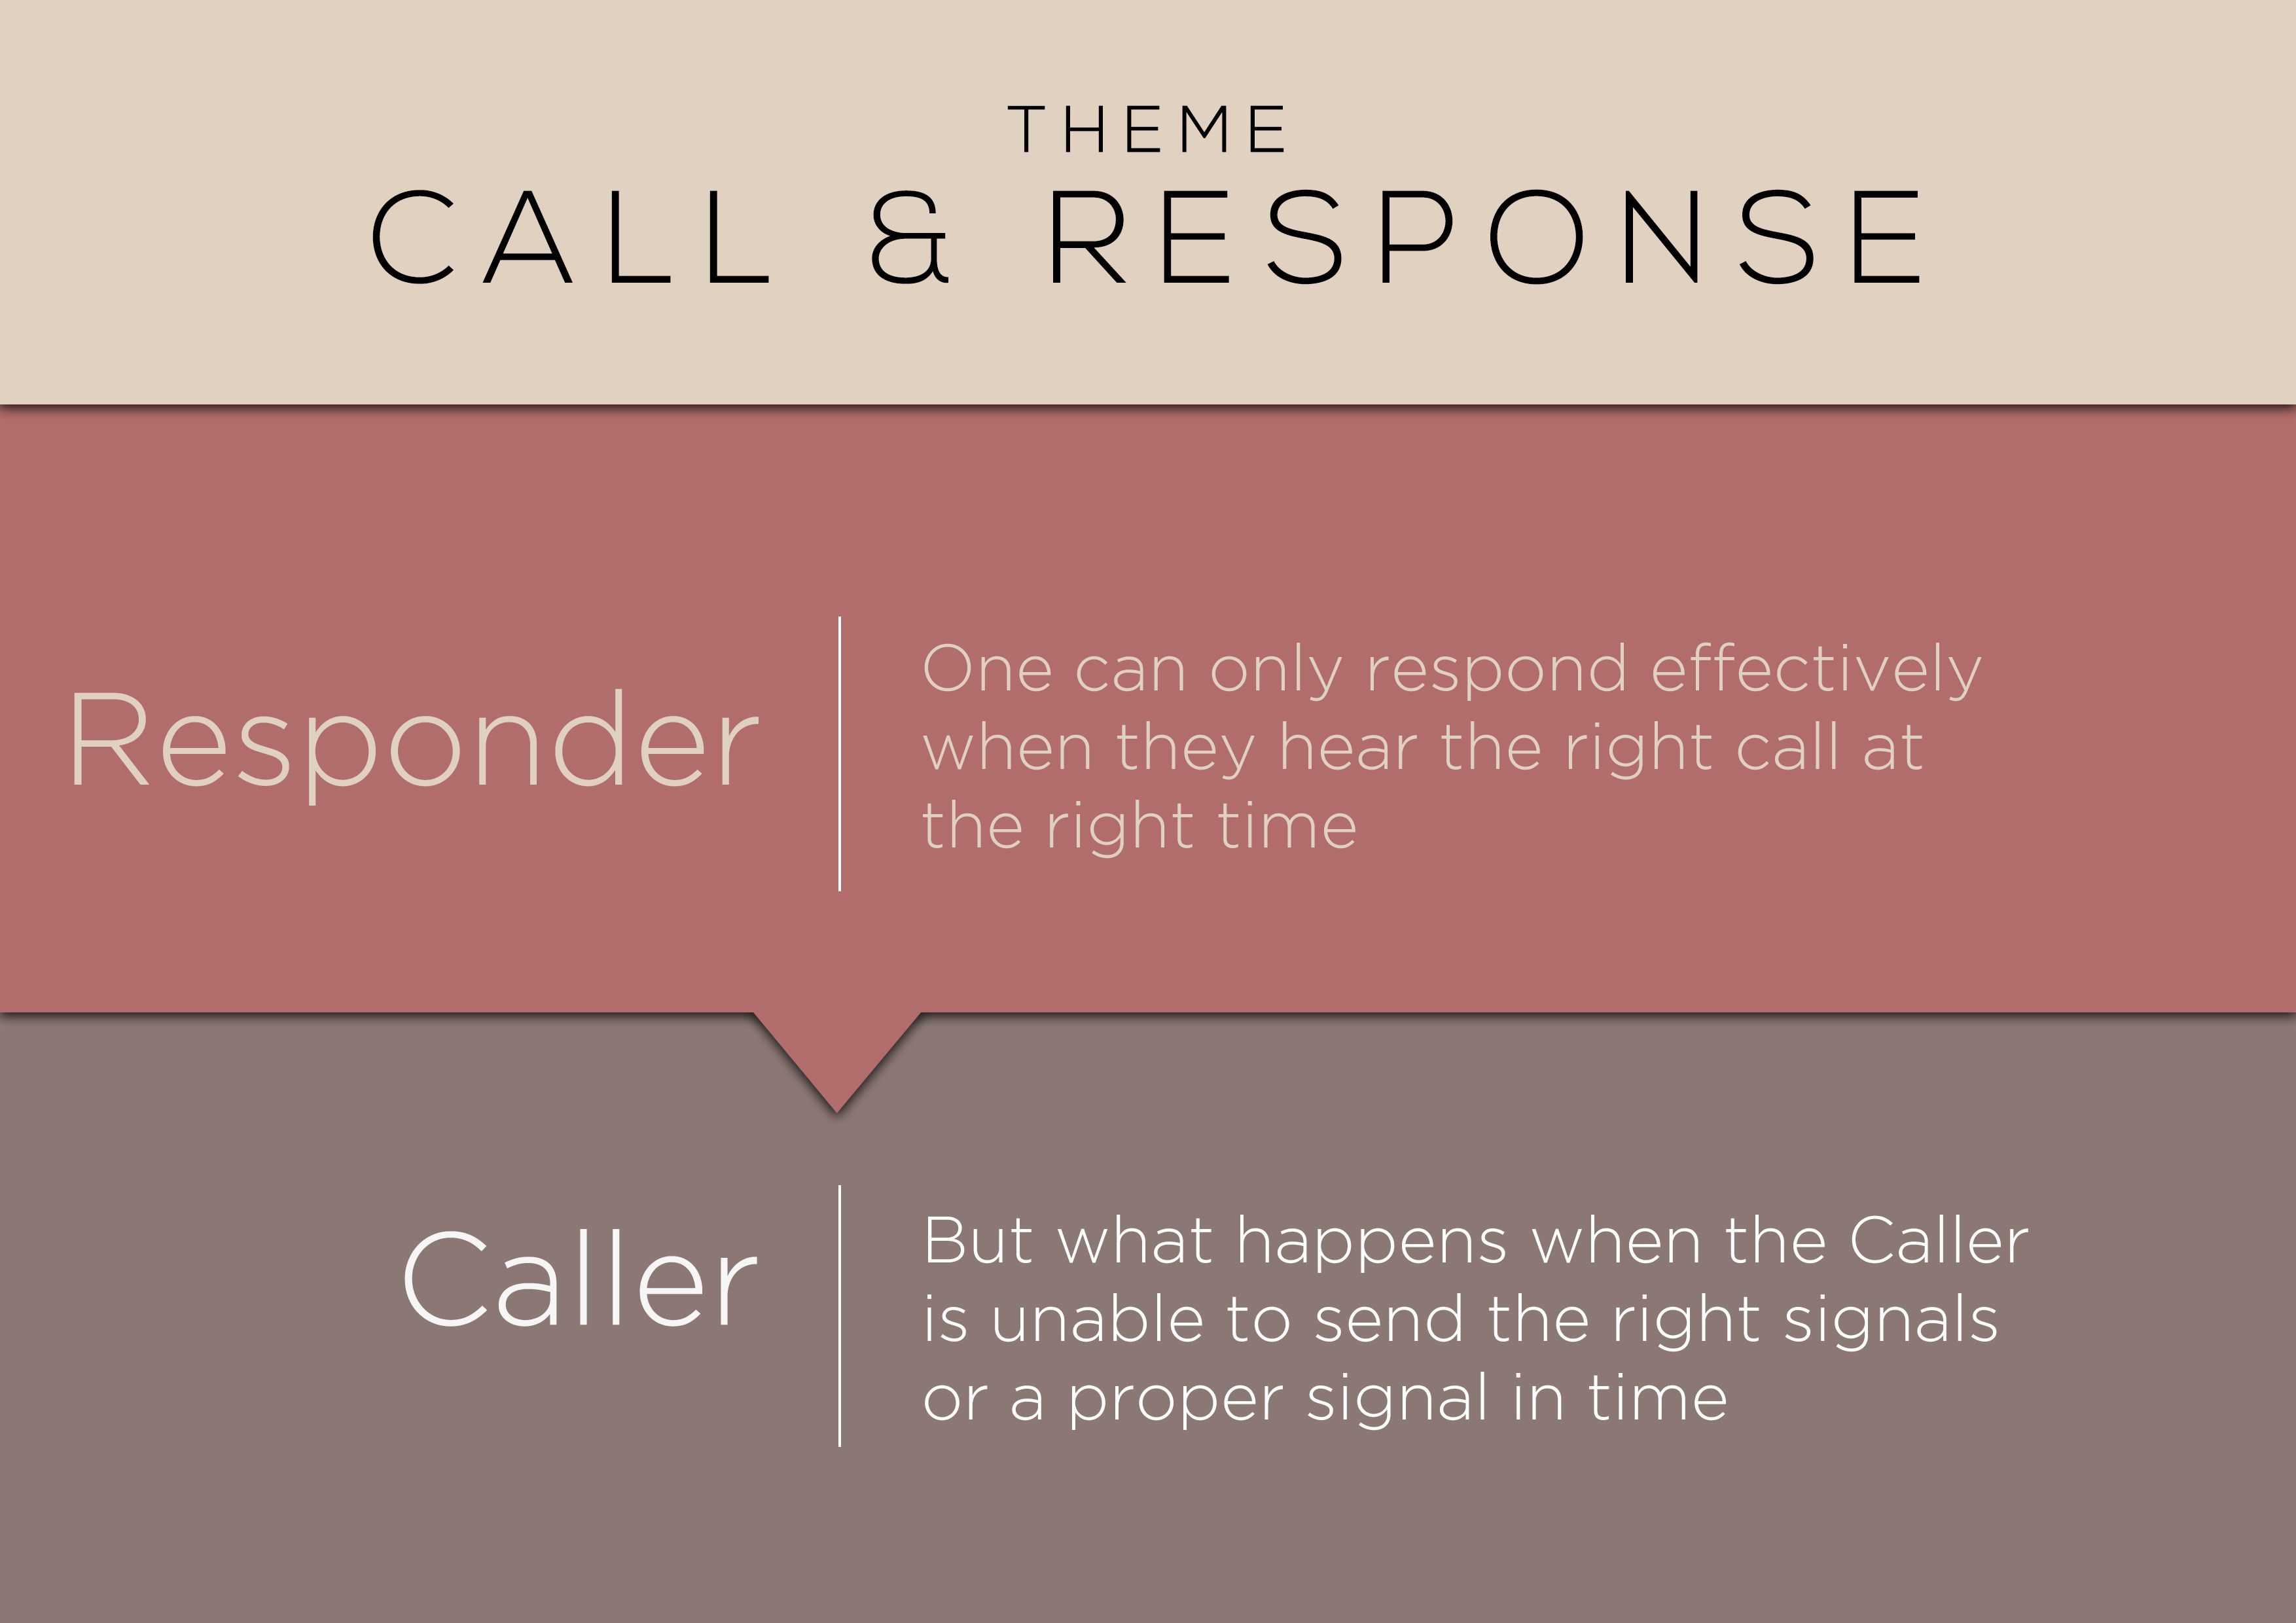 THEME
CALL & RESPONSE
Responder
One can only respond effectively
when they hear the right call at
the right time
Caller
But what happens when the Caller
is unable to send the right signals
or a proper signal in time